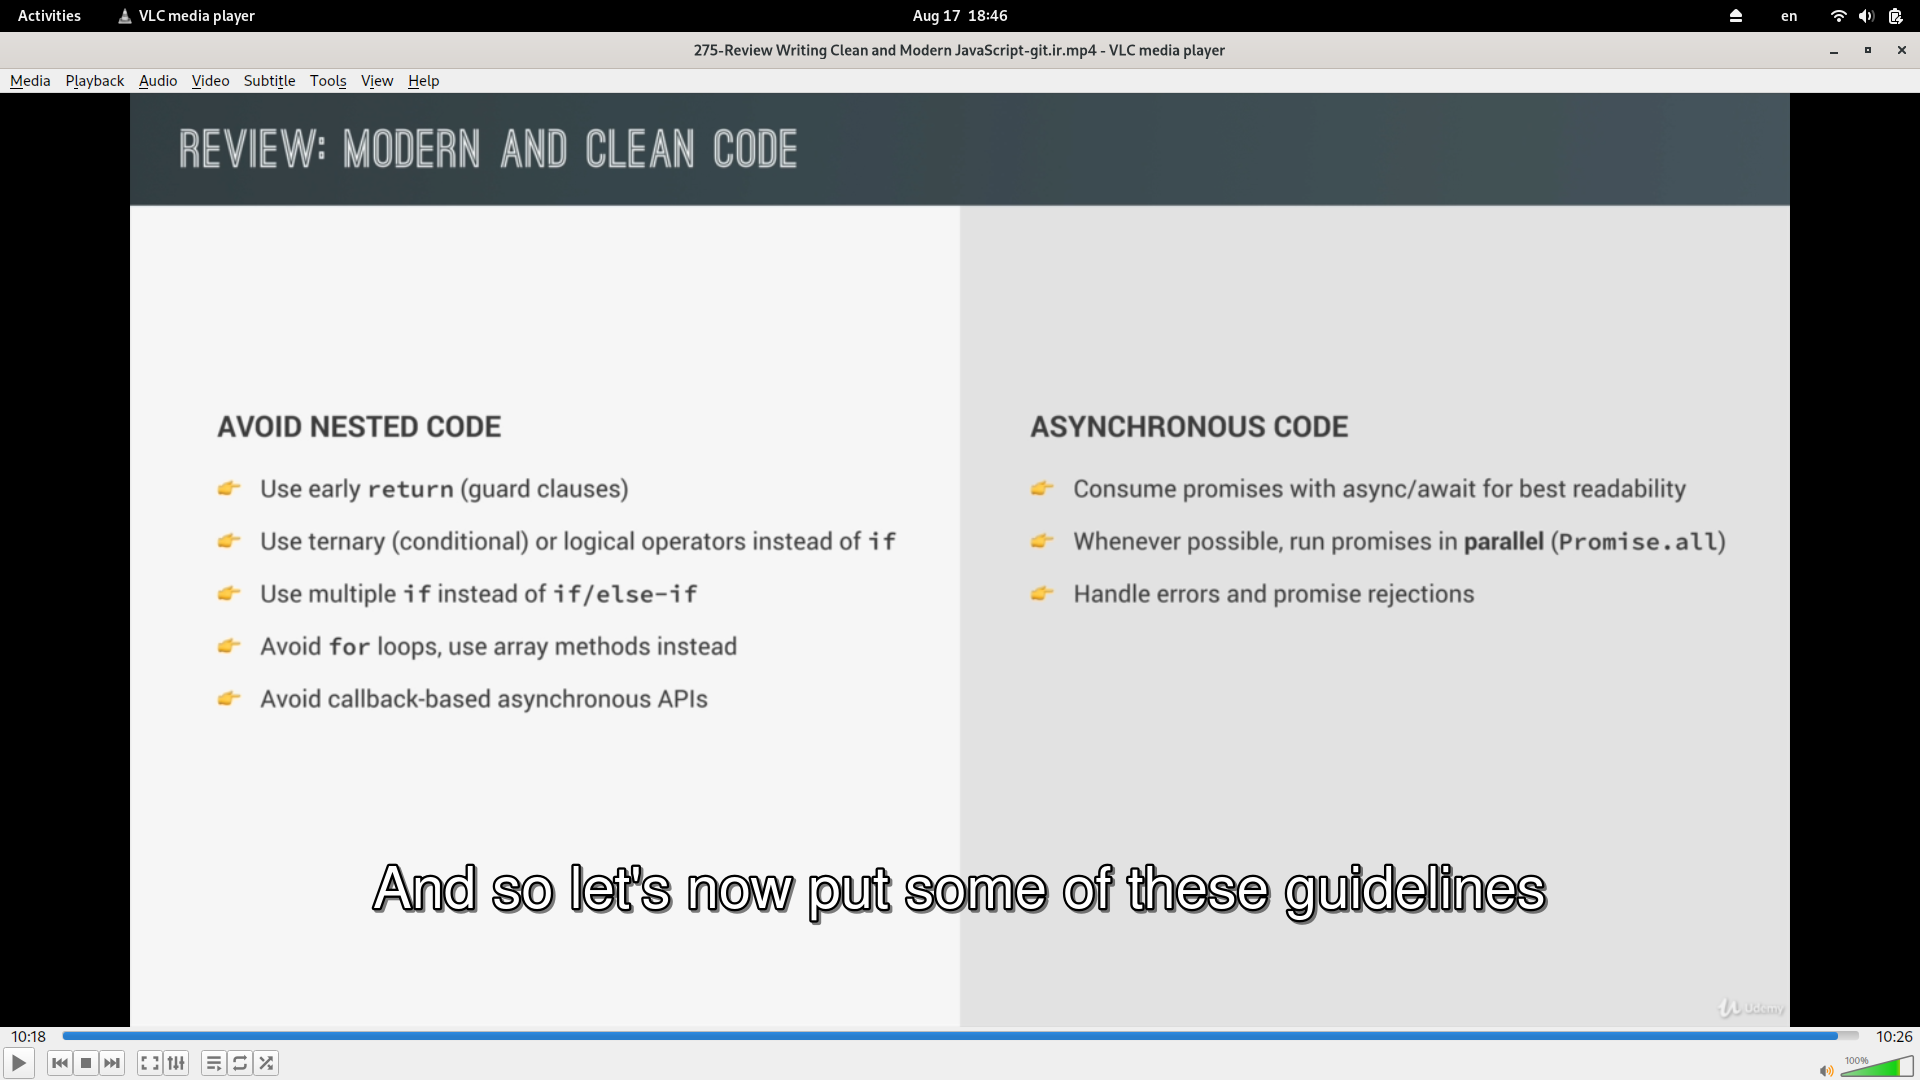 Activities VLC media player Aug 17 18:46 en
275-Review Writing Clean and Modern JavaScript-git.ir.mp4 - VLC media player
Media Playback Audio Video Subtitle Tools View Help
REVIEW: MODERN AND CLEAN CODE
AVOID NESTED CODE
👉 Use early return (guard clauses)
👉 Use ternary (conditional) or logical operators instead of if
👉 Use multiple if instead of if/else-if
👉 Avoid for loops, use array methods instead
👉 Avoid callback-based asynchronous APIs
ASYNCHRONOUS CODE
👉 Consume promises with async/await for best readability
👉 Whenever possible, run promises in parallel (Promise.all)
👉 Handle errors and promise rejections
And so let's now put some of these guidelines
Udemy
10:18 10:26
100%